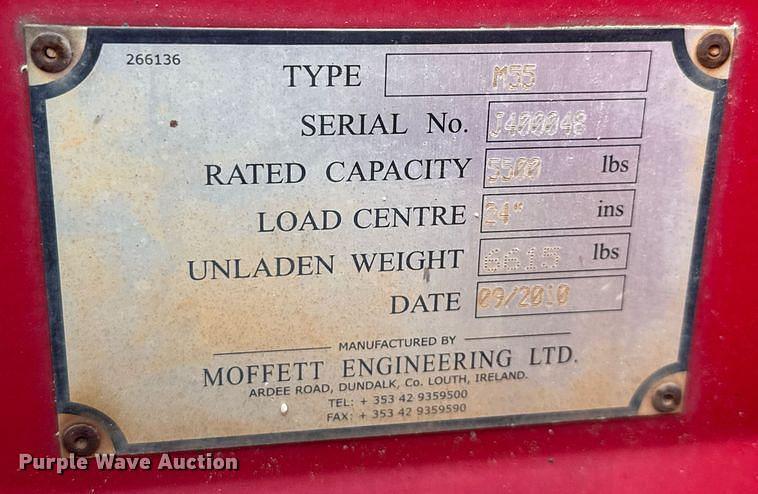 266136
TYPE M55
SERIAL No. J400048
RATED CAPACITY 5500 lbs
LOAD CENTRE 24" ins
UNLADEN WEIGHT 6615 lbs
DATE 09/2010
MANUFACTURED BY
MOFFETT ENGINEERING LTD.
ARDEE ROAD, DUNDALK, Co. LOUTH, IRELAND.
TEL: + 353 42 9359500
FAX: + 353 42 9359590
Purple Wave Auction